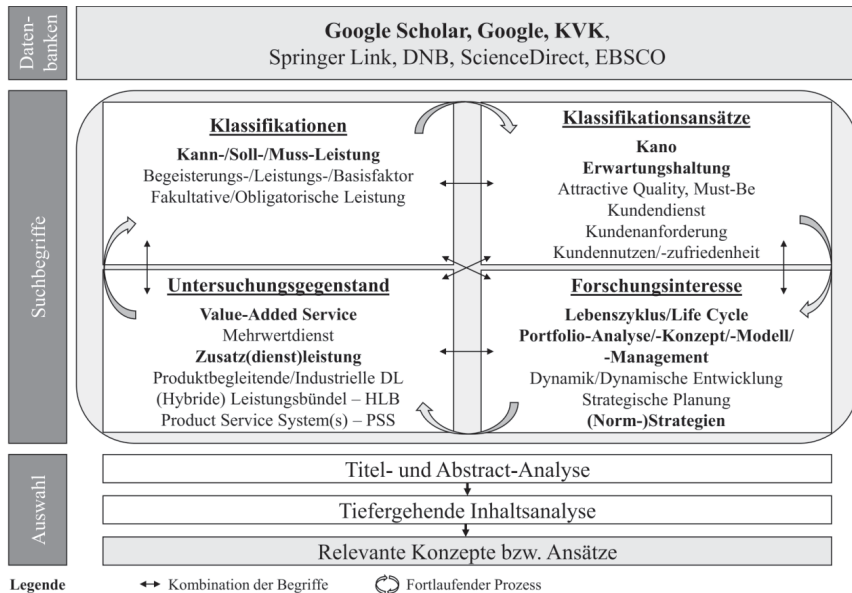 Daten-
banken
Google Scholar, Google, KVK,
Springer Link, DNB, ScienceDirect, EBSCO
Suchbegriffe
Klassifikationen
Kann-/Soll-/Muss-Leistung
Begeisterungs-/Leistungs-/Basisfaktor
Fakultative/Obligatorische Leistung
Klassifikationsansätze
Kano
Erwartungshaltung
Attractive Quality, Must-Be
Kundendienst
Kundenanforderung
Kundennutzen/-zufriedenheit
Untersuchungsgegenstand
Value-Added Service
Mehrwertdienst
Zusatz(dienst)leistung
Produktbegleitende/Industrielle DL
(Hybride) Leistungsbündel – HLB
Product Service System(s) – PSS
Forschungsinteresse
Lebenszyklus/Life Cycle
Portfolio-Analyse/-Konzept/-Modell/
-Management
Dynamik/Dynamische Entwicklung
Strategische Planung
(Norm-)Strategien
Auswahl
Titel- und Abstract-Analyse
Tiefergehende Inhaltsanalyse
Relevante Konzepte bzw. Ansätze
Legende
Kombination der Begriffe
Fortlaufender Prozess